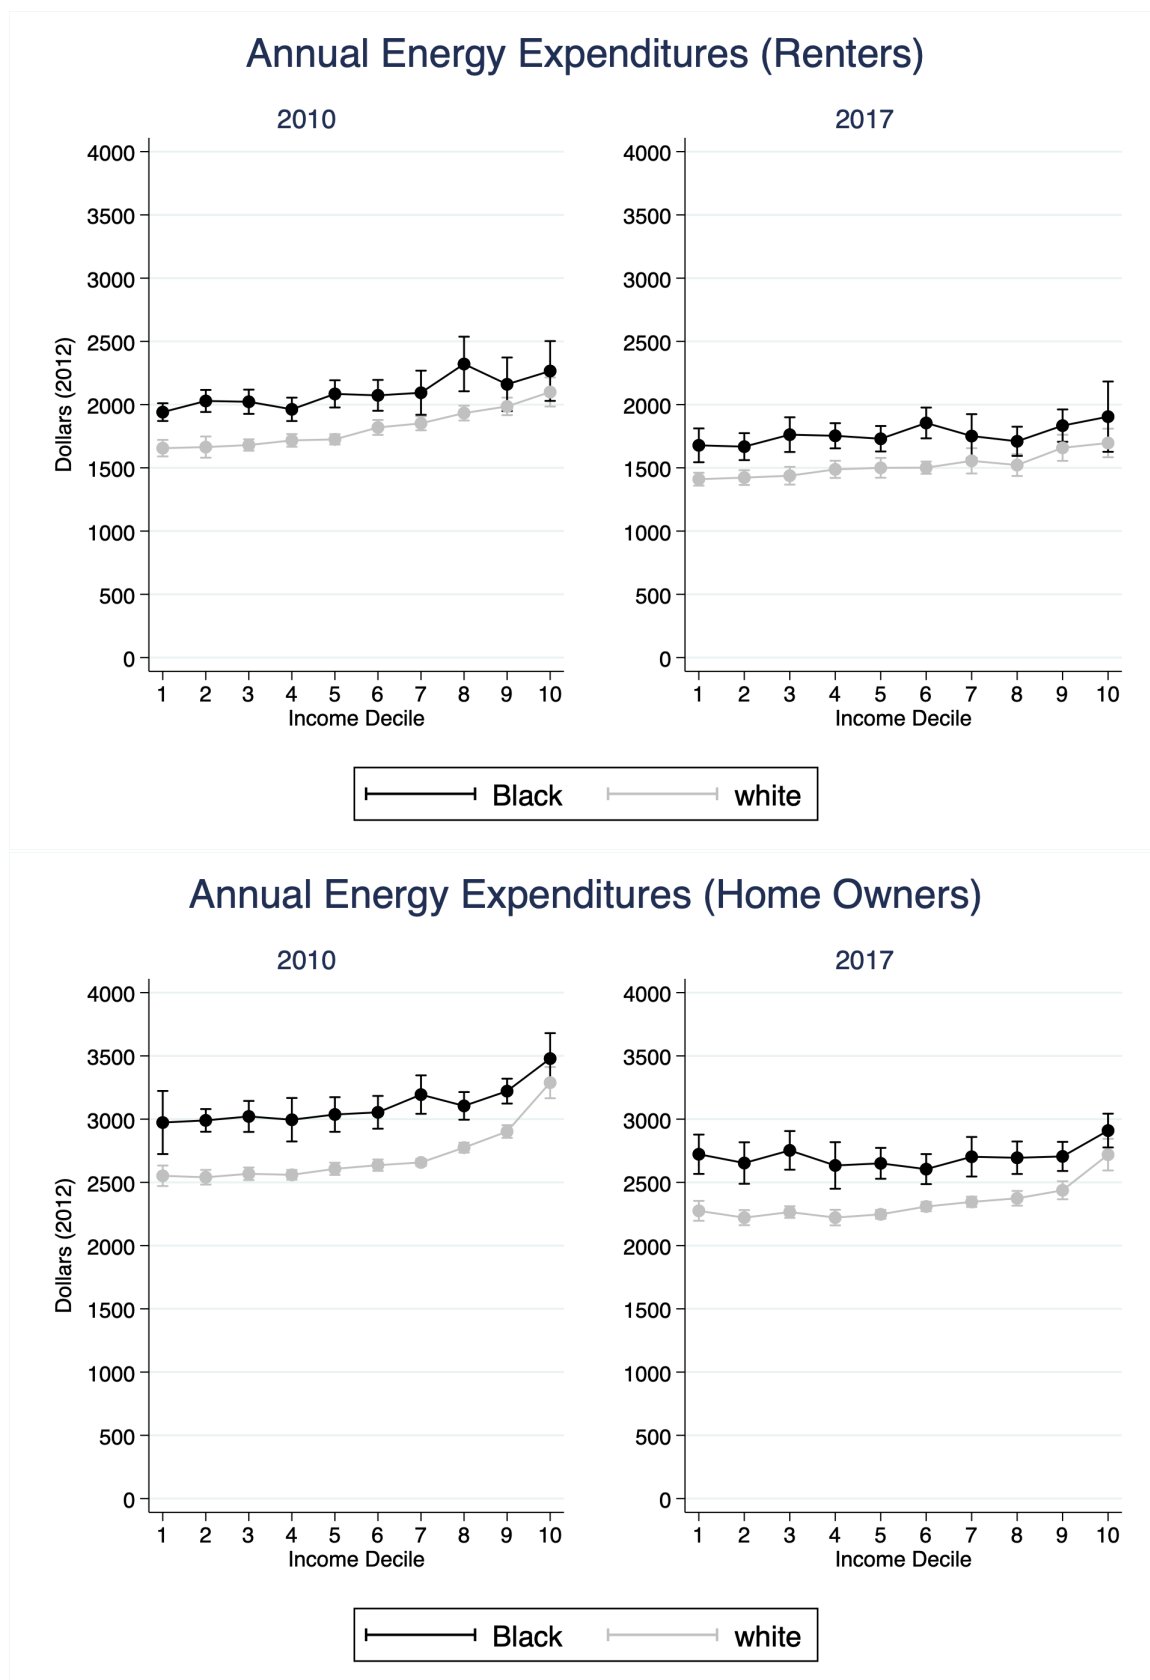 Annual Energy Expenditures (Renters)
2010
2017
Dollars (2012)
4000
3500
3000
2500
2000
1500
1000
500
0
1 2 3 4 5 6 7 8 9 10
Income Decile
4000
3500
3000
2500
2000
1500
1000
500
0
1 2 3 4 5 6 7 8 9 10
Income Decile
Black white
Annual Energy Expenditures (Home Owners)
2010
2017
Dollars (2012)
4000
3500
3000
2500
2000
1500
1000
500
0
1 2 3 4 5 6 7 8 9 10
Income Decile
4000
3500
3000
2500
2000
1500
1000
500
0
1 2 3 4 5 6 7 8 9 10
Income Decile
Black white